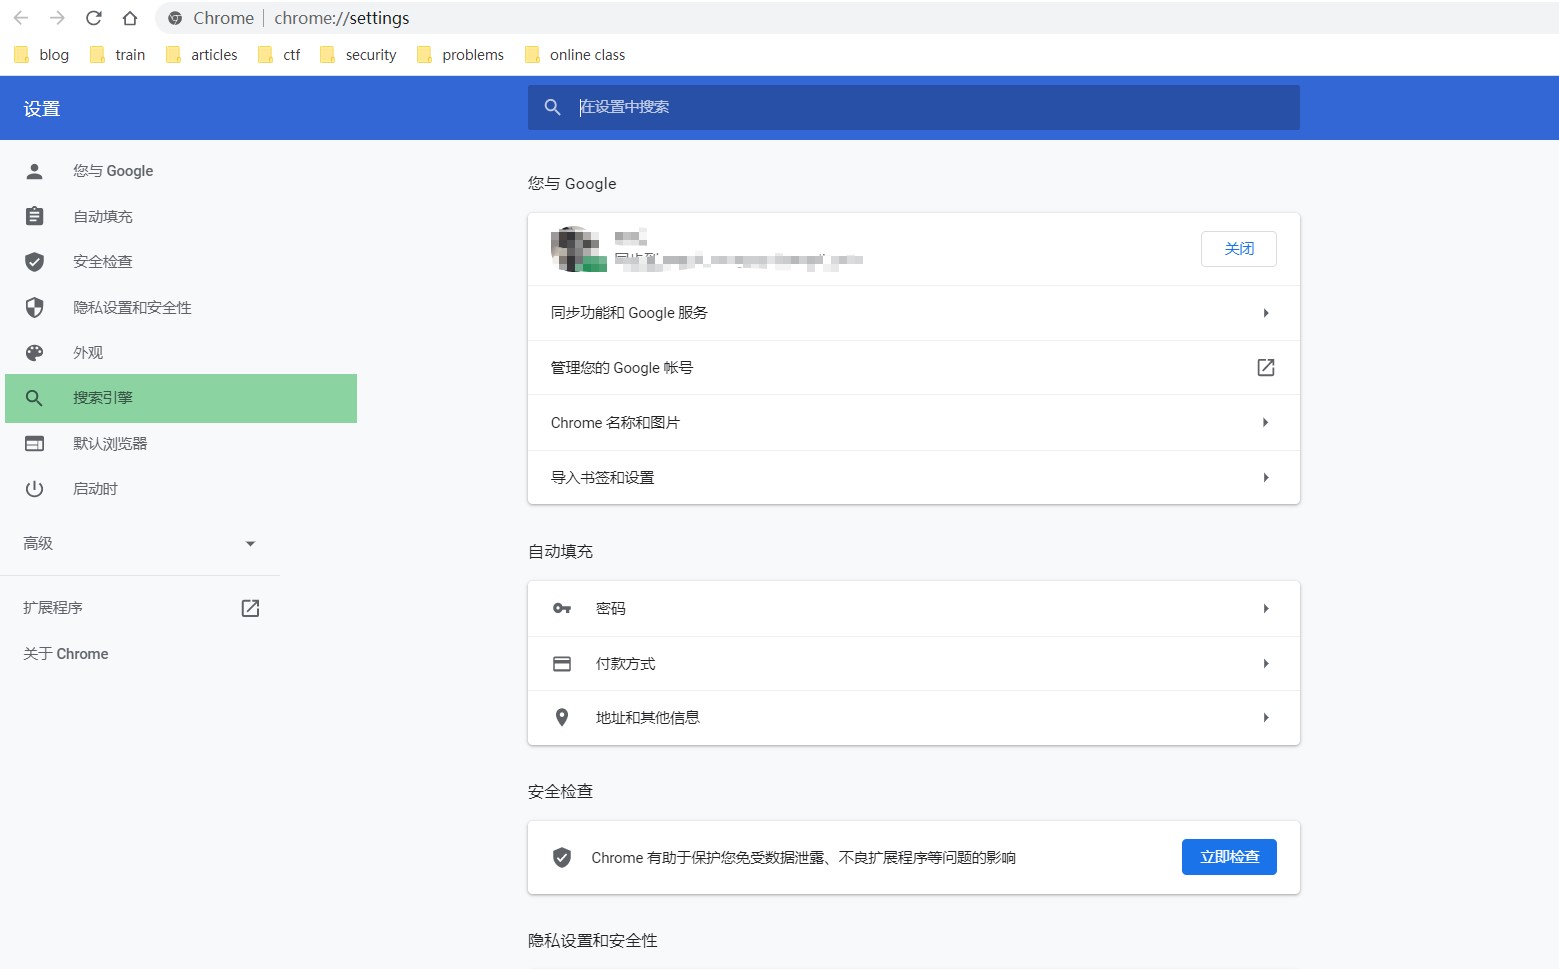 Chrome | chrome://settings
blog train articles ctf security problems online class
设置
在设置中搜索
您与 Google
自动填充
安全检查
隐私设置和安全性
外观
搜索引擎
默认浏览器
启动时
高级
扩展程序
关于 Chrome
您与 Google
关闭
同步功能和 Google 服务
管理您的 Google 帐号
Chrome 名称和图片
导入书签和设置
自动填充
密码
付款方式
地址和其他信息
安全检查
Chrome 有助于保护您免受数据泄露、不良扩展程序等问题的影响
立即检查
隐私设置和安全性